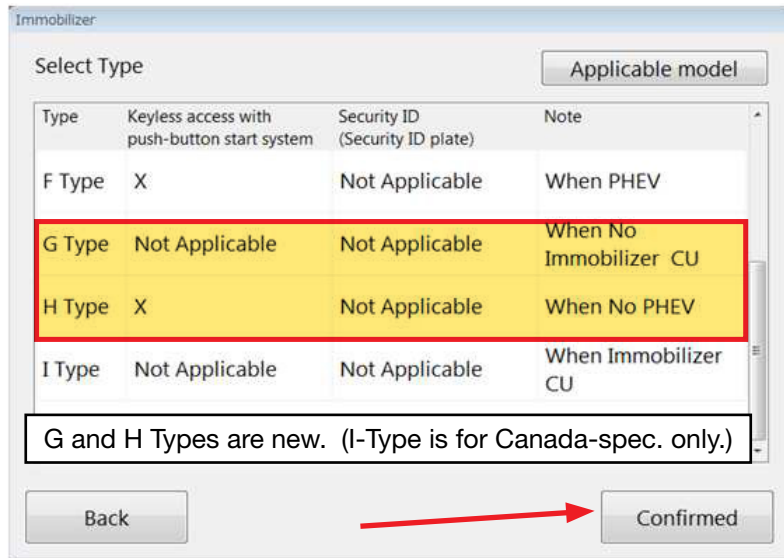 Immobilizer
Select Type
Applicable model
Type Keyless access with push-button start system Security ID (Security ID plate) Note
F Type X Not Applicable When PHEV
G Type Not Applicable Not Applicable When No Immobilizer CU
H Type X Not Applicable When No PHEV
I Type Not Applicable Not Applicable When Immobilizer CU
G and H Types are new. (I-Type is for Canada-spec. only.)
Back
Confirmed